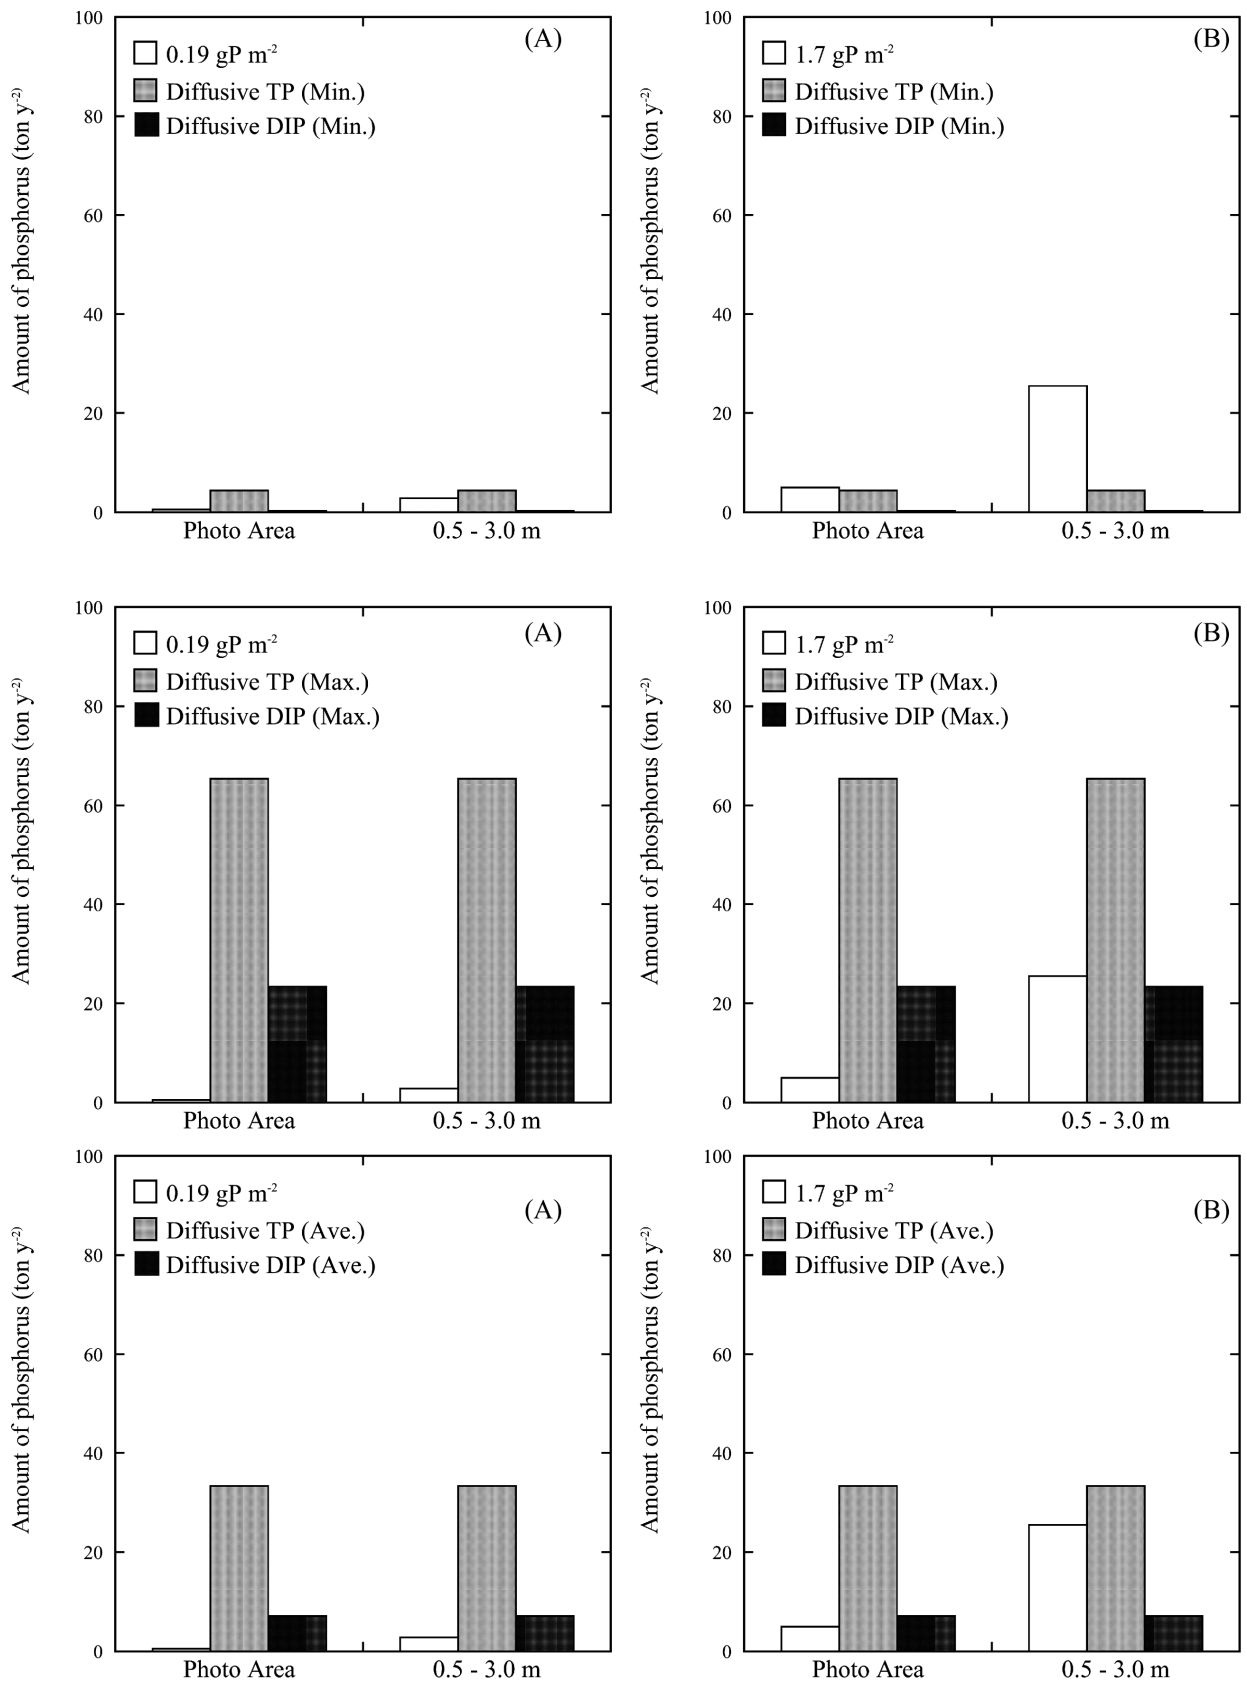 100
80
60
40
20
0
Amount of phosphorus (ton y-2)
(A)
0.19 gP m-2
Diffusive TP (Min.)
Diffusive DIP (Min.)
Photo Area
0.5 - 3.0 m
100
80
60
40
20
0
Amount of phosphorus (ton y-2)
(B)
1.7 gP m-2
Diffusive TP (Min.)
Diffusive DIP (Min.)
Photo Area
0.5 - 3.0 m
100
80
60
40
20
0
Amount of phosphorus (ton y-2)
(A)
0.19 gP m-2
Diffusive TP (Max.)
Diffusive DIP (Max.)
Photo Area
0.5 - 3.0 m
100
80
60
40
20
0
Amount of phosphorus (ton y-2)
(B)
1.7 gP m-2
Diffusive TP (Max.)
Diffusive DIP (Max.)
Photo Area
0.5 - 3.0 m
100
80
60
40
20
0
Amount of phosphorus (ton y-2)
(A)
0.19 gP m-2
Diffusive TP (Ave.)
Diffusive DIP (Ave.)
Photo Area
0.5 - 3.0 m
100
80
60
40
20
0
Amount of phosphorus (ton y-2)
(B)
1.7 gP m-2
Diffusive TP (Ave.)
Diffusive DIP (Ave.)
Photo Area
0.5 - 3.0 m